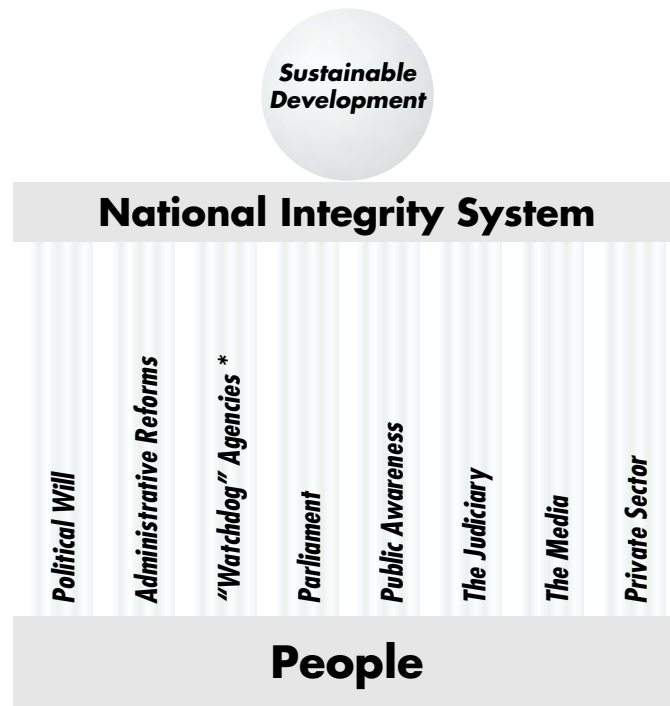 Sustainable
Development
National Integrity System
Political Will
Administrative Reforms
"Watchdog" Agencies *
Parliament
Public Awareness
The Judiciary
The Media
Private Sector
People